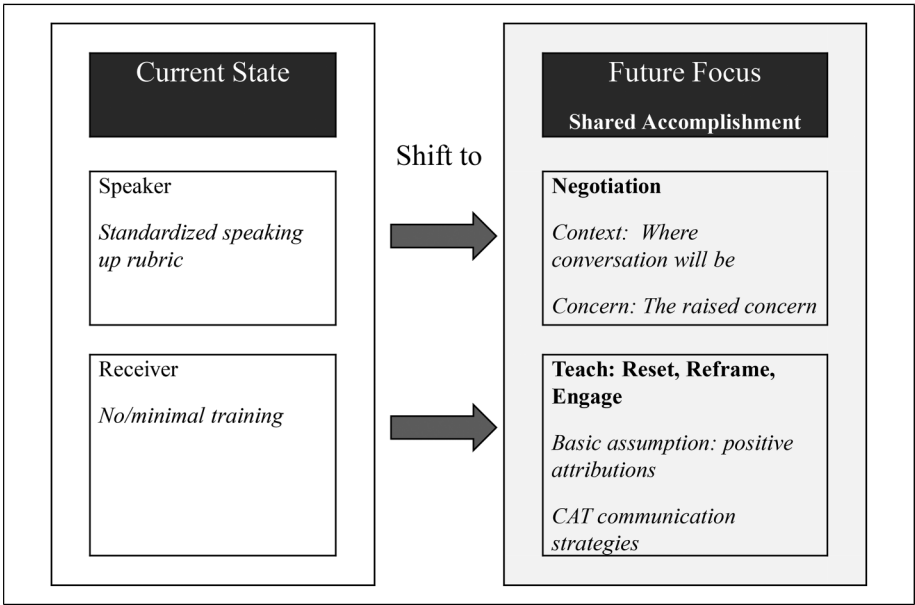 Current State
Speaker
Standardized speaking
up rubric
Receiver
No/minimal training
Shift to
Future Focus
Shared Accomplishment
Negotiation
Context:  Where
conversation will be
Concern: The raised concern
Teach: Reset, Reframe,
Engage
Basic assumption: positive
attributions
CAT communication
strategies